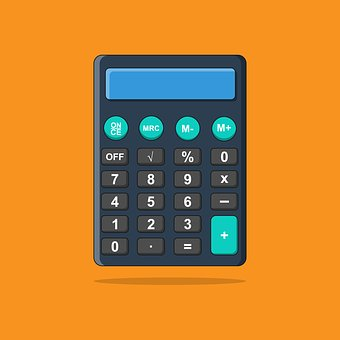 ON CE MRC M- M+
OFF √ % 0
7 8 9 x
4 5 6 −
1 2 3 +
0 · =